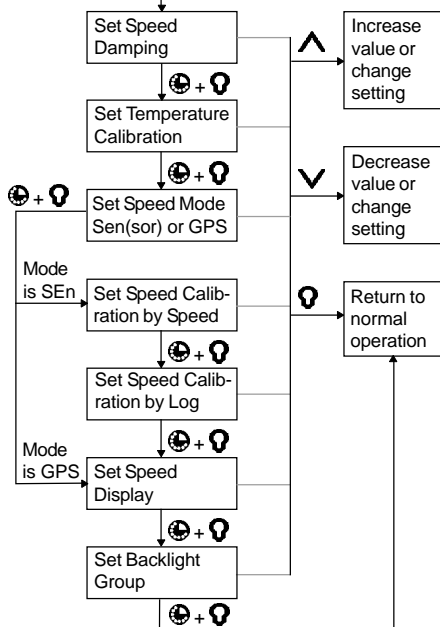 Set Speed
Damping
Increase
value or
change
setting
+
Set Temperature
Calibration
+
Decrease
value or
change
setting
+
Set Speed Mode
Sen(sor) or GPS
Mode
is SEn
Set Speed Calib-
ration by Speed
Return to
normal
operation
+
Set Speed Calib-
ration by Log
+
Mode
is GPS
Set Speed
Display
+
Set Backlight
Group
+